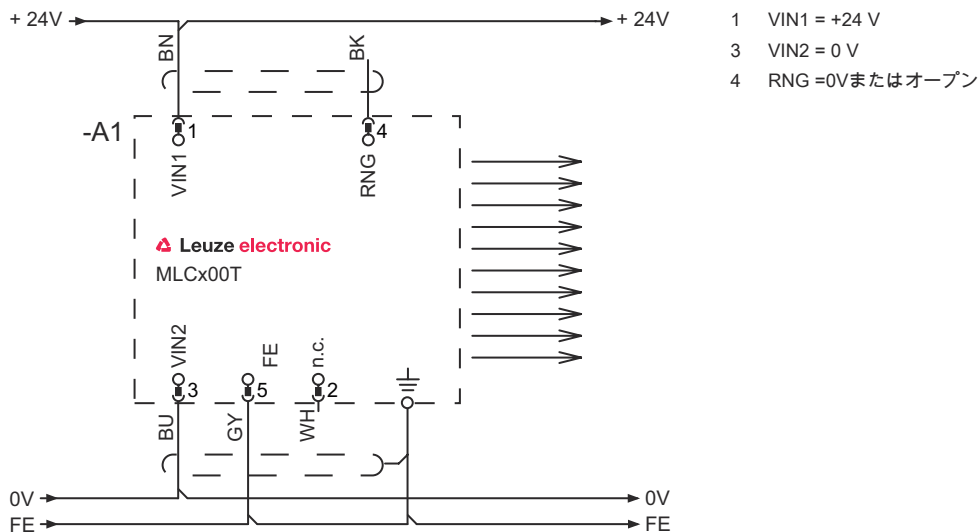 + 24V
+ 24V
1 VIN1 = +24 V
3 VIN2 = 0 V
4 RNG =0Vまたはオープン
BN
BK
-A1
1
4
VIN1
RNG
Leuze electronic
MLCx00T
VIN2
FE
n.c.
3
5
2
BU
GY
WH
0V
0V
FE
FE